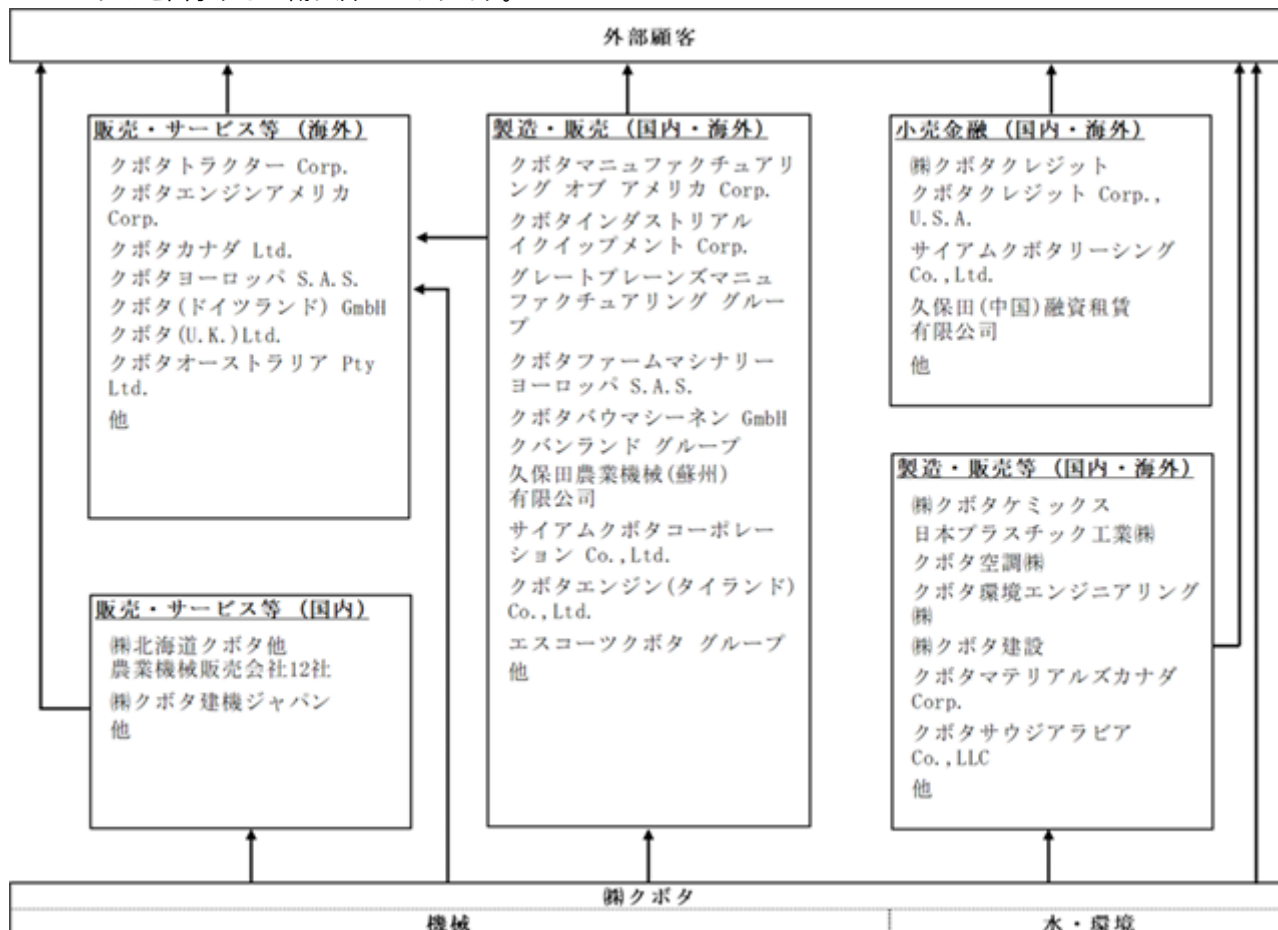 外部顧客
販売・サービス等 (海外)
クボタトラクター Corp.
クボタエンジンアメリカ
Corp.
クボタカナダ Ltd.
クボタヨーロッパ S.A.S.
クボタ(ドイツランド) GmbH
クボタ(U.K.)Ltd.
クボタオーストラリア Pty
Ltd.
他
販売・サービス等 (国内)
㈱北海道クボタ他
農業機械販売会社12社
㈱クボタ建機ジャパン
他
製造・販売 (国内・海外)
クボタマニュファクチュアリ
ング オブ アメリカ Corp.
クボタインダストリアル
イクイップメント Corp.
グレートプレーンズマニュ
ファクチュアリング グルー
プ
クボタファームマシナリー
ヨーロッパ S.A.S.
クボタバウマシーネン GmbH
クバンランド グループ
久保田農業機械(蘇州)
有限公司
サイアムクボタコーポレー
ション Co.,Ltd.
クボタエンジン(タイランド)
Co.,Ltd.
エスコーツクボタ グループ
他
小売金融 (国内・海外)
㈱クボタクレジット
クボタクレジット Corp.,
U.S.A.
サイアムクボタリーシング
Co.,Ltd.
久保田(中国)融資租賃
有限公司
他
製造・販売等 (国内・海外)
㈱クボタケミックス
日本プラスチック工業㈱
クボタ空調㈱
クボタ環境エンジニアリング
㈱
㈱クボタ建設
クボタマテリアルズカナダ
Corp.
クボタサウジアラビア
Co.,LLC
他
㈱クボタ
機械
水・環境